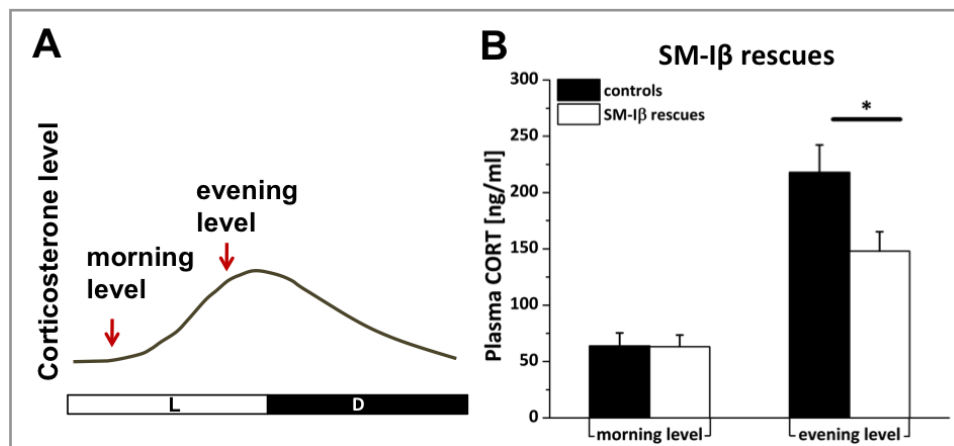 A
Corticosterone level
evening
level
morning
level
L
D
B
SM-Iβ rescues
Plasma CORT [ng/ml]
300
250
200
150
100
50
0
controls
SM-Iβ rescues
*
morning level
evening level